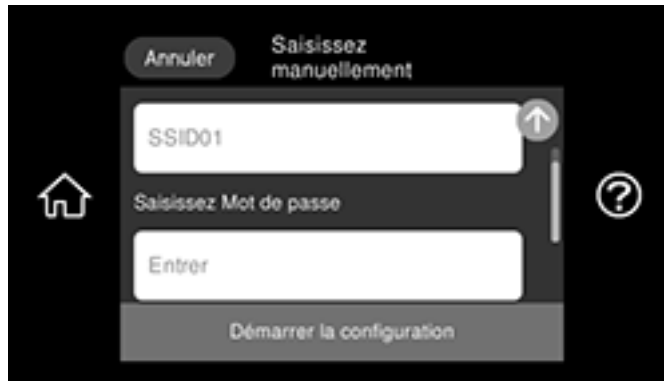 Annuler
Saisissez
manuellement
SSID01
Saisissez Mot de passe
Entrer
Démarrer la configuration